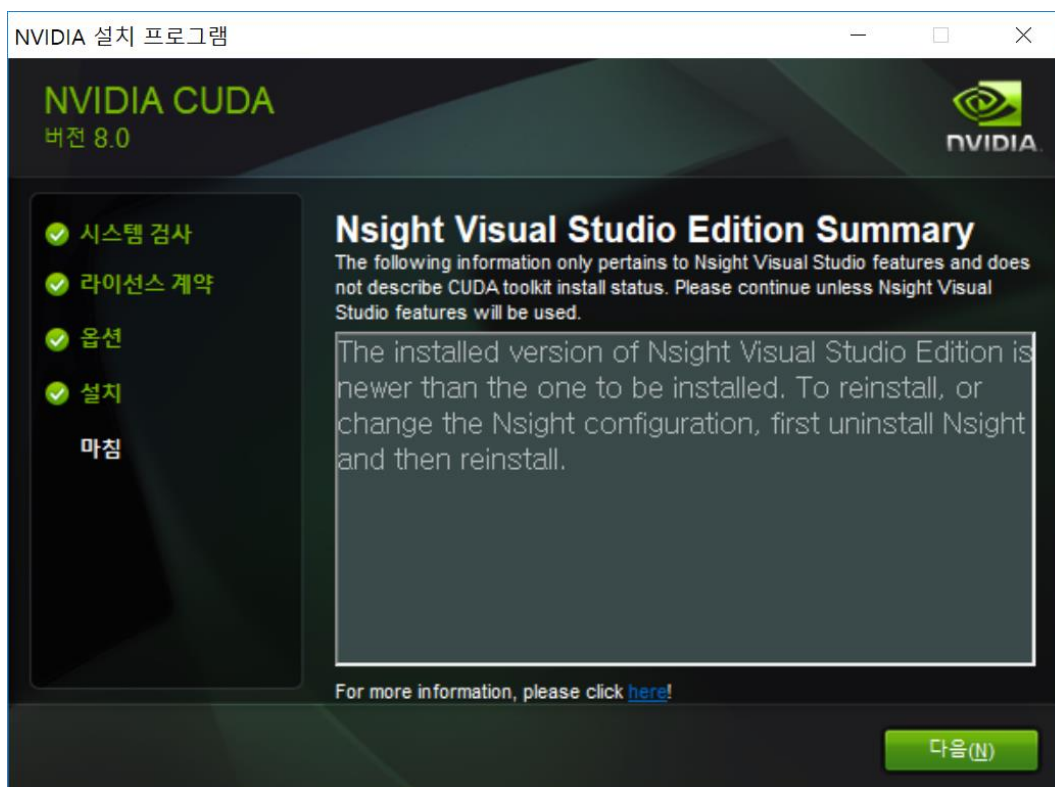 NVIDIA 설치 프로그램
NVIDIA CUDA
버전 8.0
NVIDIA.
시스템 검사
라이선스 계약
옵션
설치
마침
Nsight Visual Studio Edition Summary
The following information only pertains to Nsight Visual Studio features and does
not describe CUDA toolkit install status. Please continue unless Nsight Visual
Studio features will be used.
The installed version of Nsight Visual Studio Edition is
newer than the one to be installed. To reinstall, or
change the Nsight configuration, first uninstall Nsight
and then reinstall.
For more information, please click here!
다음(N)